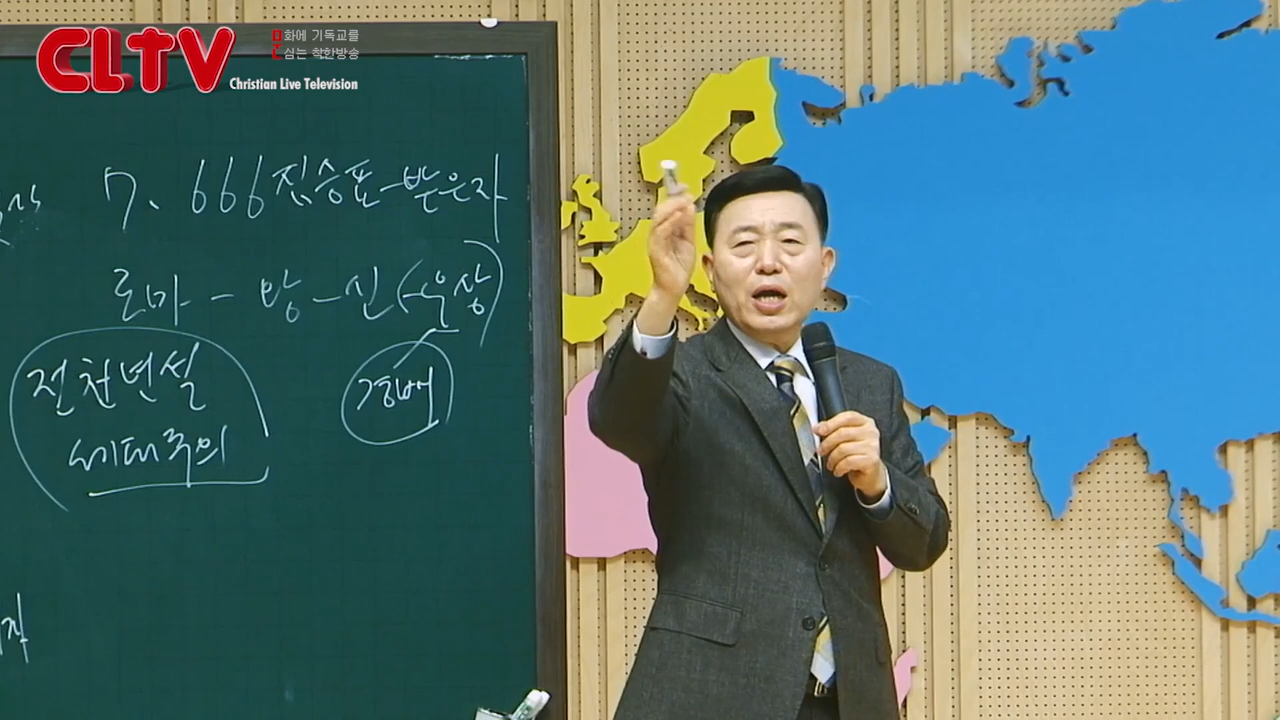 CLTV
문화에 기독교를
심는 착한방송
Christian Live Television
7. 666 짐승표 받은자
로마 - 망 - 신(우상)
경배
전천년설
세대주의